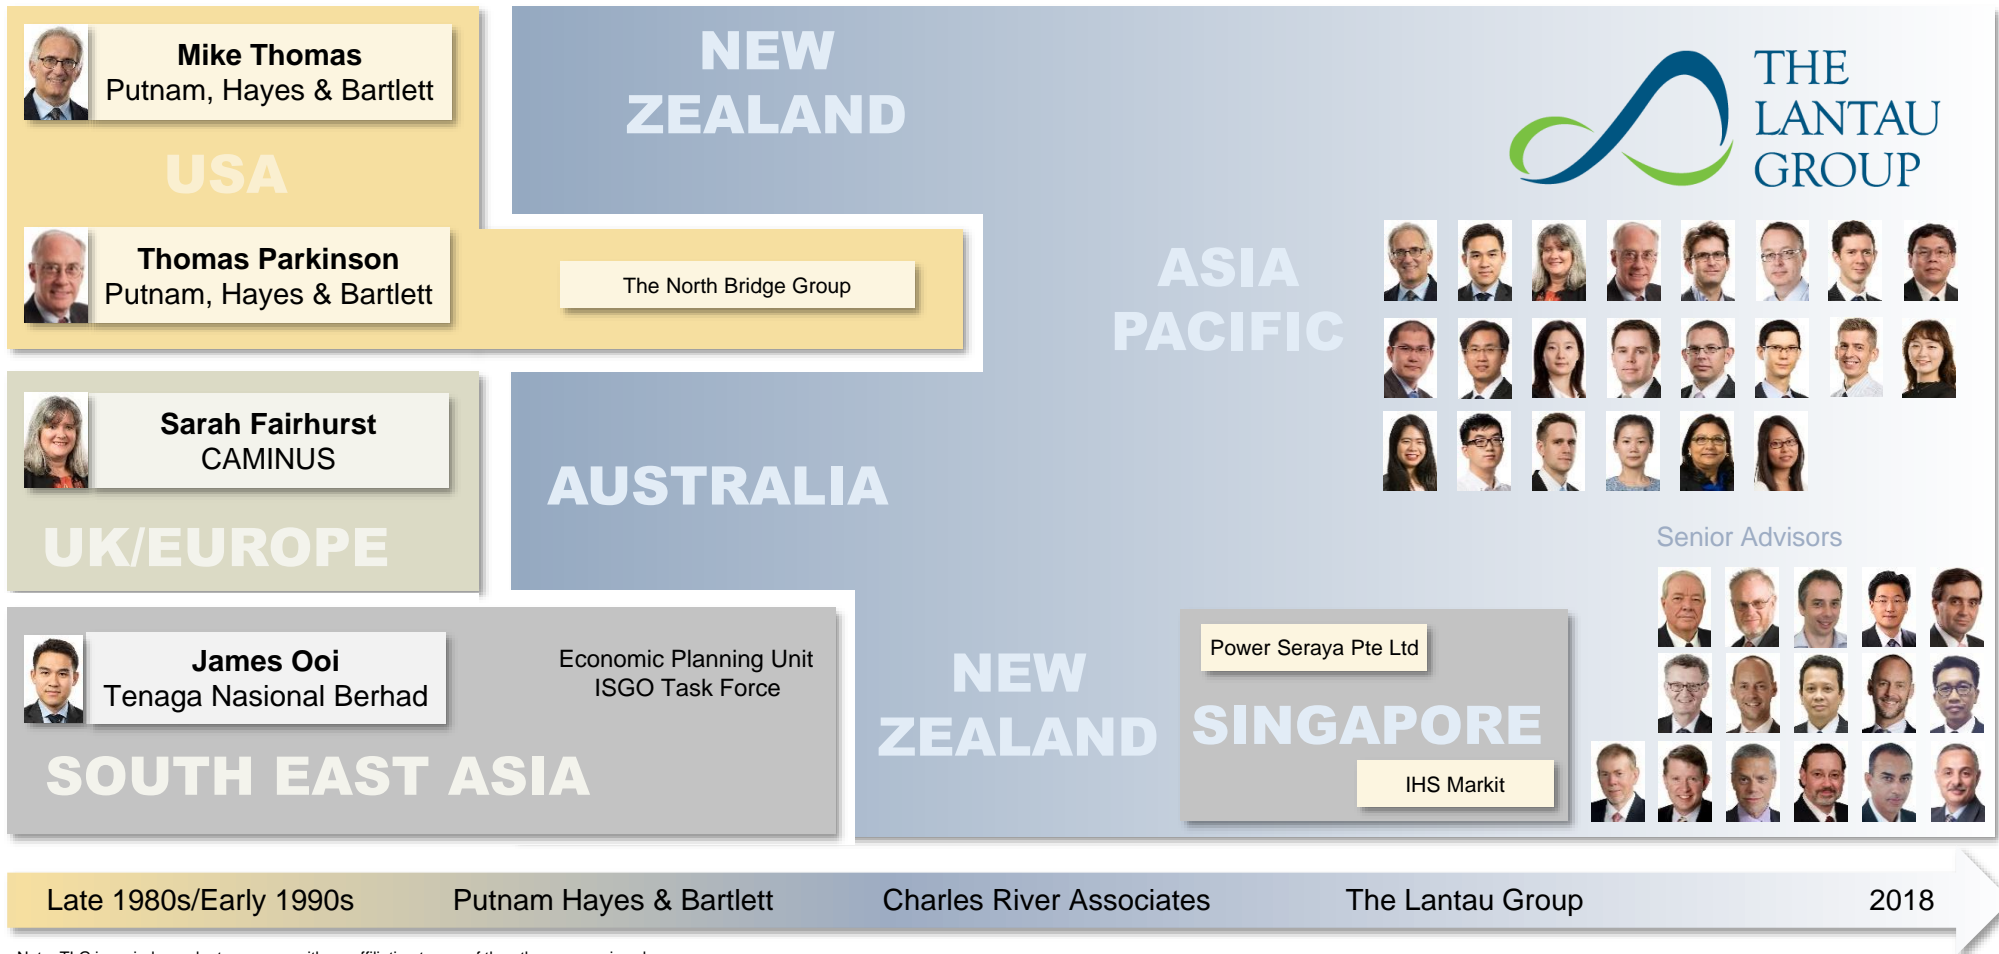 Mike Thomas
Putnam, Hayes & Bartlett
USA
Thomas Parkinson
Putnam, Hayes & Bartlett
The North Bridge Group
NEW
ZEALAND
ASIA
PACIFIC
THE
LANTAU
GROUP
Sarah Fairhurst
CAMINUS
UK/EUROPE
AUSTRALIA
Senior Advisors
James Ooi
Tenaga Nasional Berhad
Economic Planning Unit
ISGO Task Force
SOUTH EAST ASIA
NEW
ZEALAND
Power Seraya Pte Ltd
SINGAPORE
IHS Markit
Late 1980s/Early 1990s
Putnam Hayes & Bartlett
Charles River Associates
The Lantau Group
2018